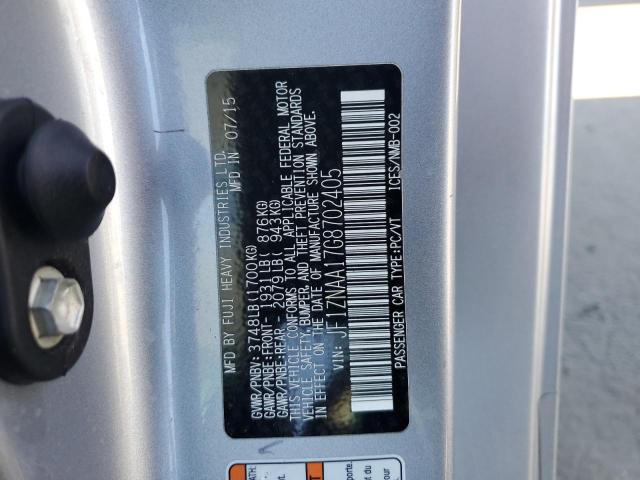 MFD BY FUJI HEAVY INDUSTRIES LTD.
MFD IN 07/15
GVWR/PNBV: 3748LB(1700KG)
GAWR/PNBE:FRONT- 1931LB( 876KG)
GAWR/PNBE:REAR - 2079LB( 943KG)
THIS VEHICLE CONFORMS TO ALL APPLICABLE FEDERAL MOTOR
VEHICLE SAFETY, BUMPER, AND THEFT PREVENTION STANDARDS
IN EFFECT ON THE DATE OF MANUFACTURE SHOWN ABOVE.
VIN: JF1ZNAA17G8702405
PASSENGER CAR TYPE:PC/VT ICES/NMB-002